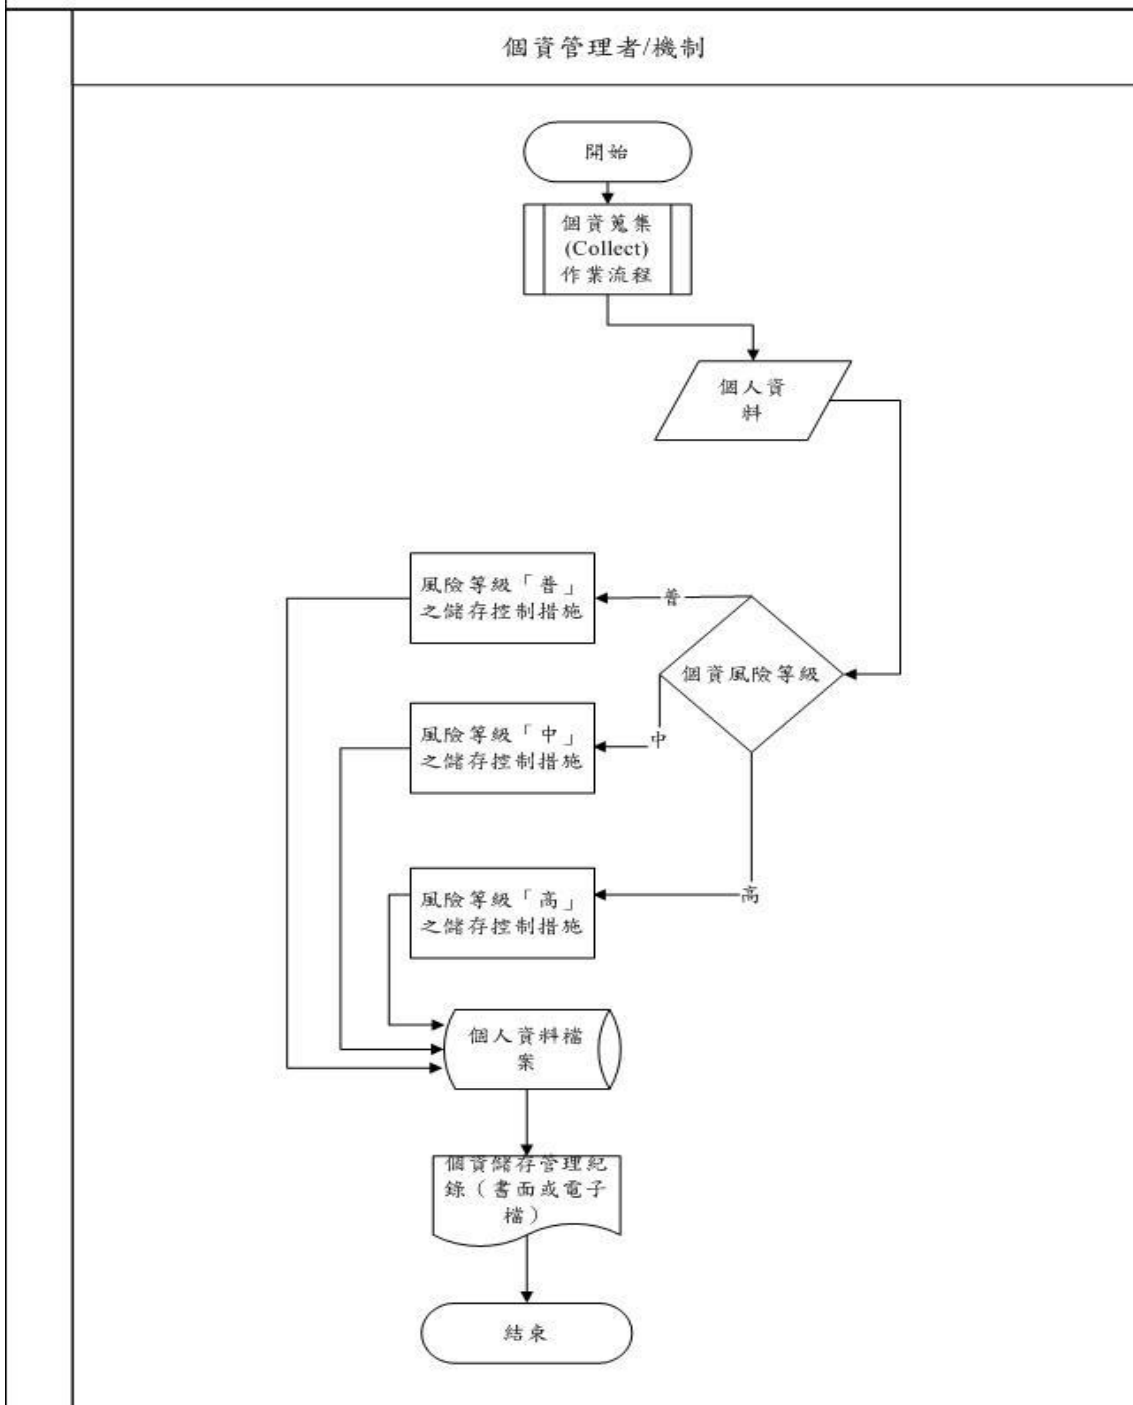 個資管理者/機制
開始
個資蒐集
(Collect)
作業流程
個人資
料
風險等級「普」
之儲存控制措施
普
個資風險等級
風險等級「中」
之儲存控制措施
中
風險等級「高」
之儲存控制措施
高
個人資料檔
案
個資儲存管理紀
錄（書面或電子
檔）
結束